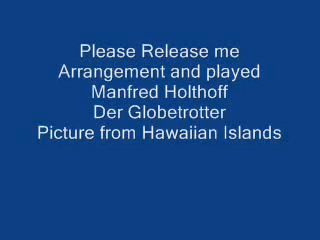 Please Release me
Arrangement and played
Manfred Holthoff
Der Globetrotter
Picture from Hawaiian Islands